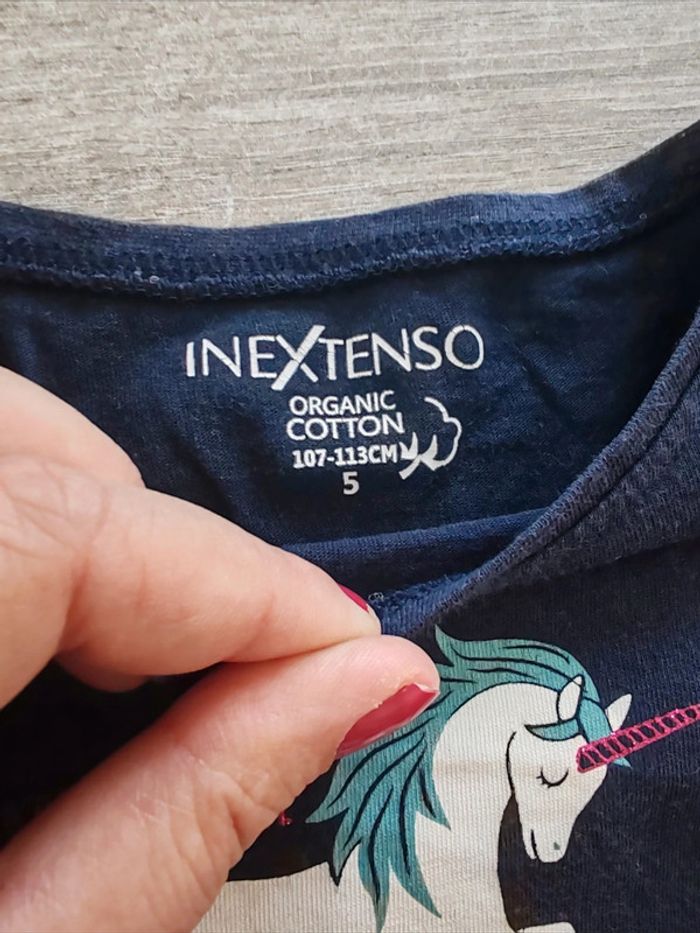 INEXTENSO
ORGANIC
COTTON
107-113CM
5